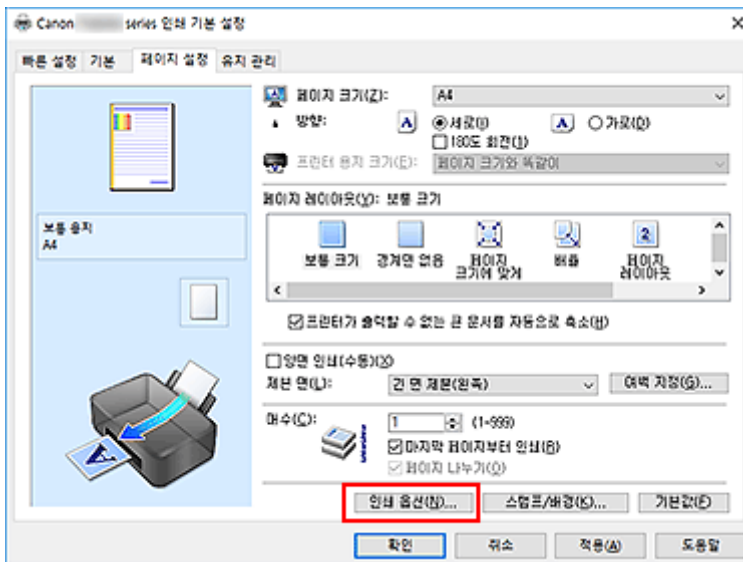 Canon series 인쇄 기본 설정
빠른 설정 기본 페이지 설정 유지 관리
페이지 크기(Z): A4
방향: A 세로(I) A 가로(O)
180도 회전(1)
프린터 용지 크기(E): 페이지 크기와 똑같이
페이지 레이아웃(Y): 보통 크기
보통 용지
A4
보통 크기 경계면 없음 페이지 크기에 맞게 배율 페이지 레이아웃
프린터가 출력할 수 없는 큰 문서를 자동으로 축소(H)
양면 인쇄(수동)(X)
제본 면(L): 긴 면 제본(왼쪽) 여백 지정(G)...
매수(C): 1 (1-999)
마지막 페이지부터 인쇄(R)
페이지 나누기(Q)
인쇄 옵션(N)... 스탬프/배경(K)... 기본값(F)
확인 취소 적용(A) 도움말